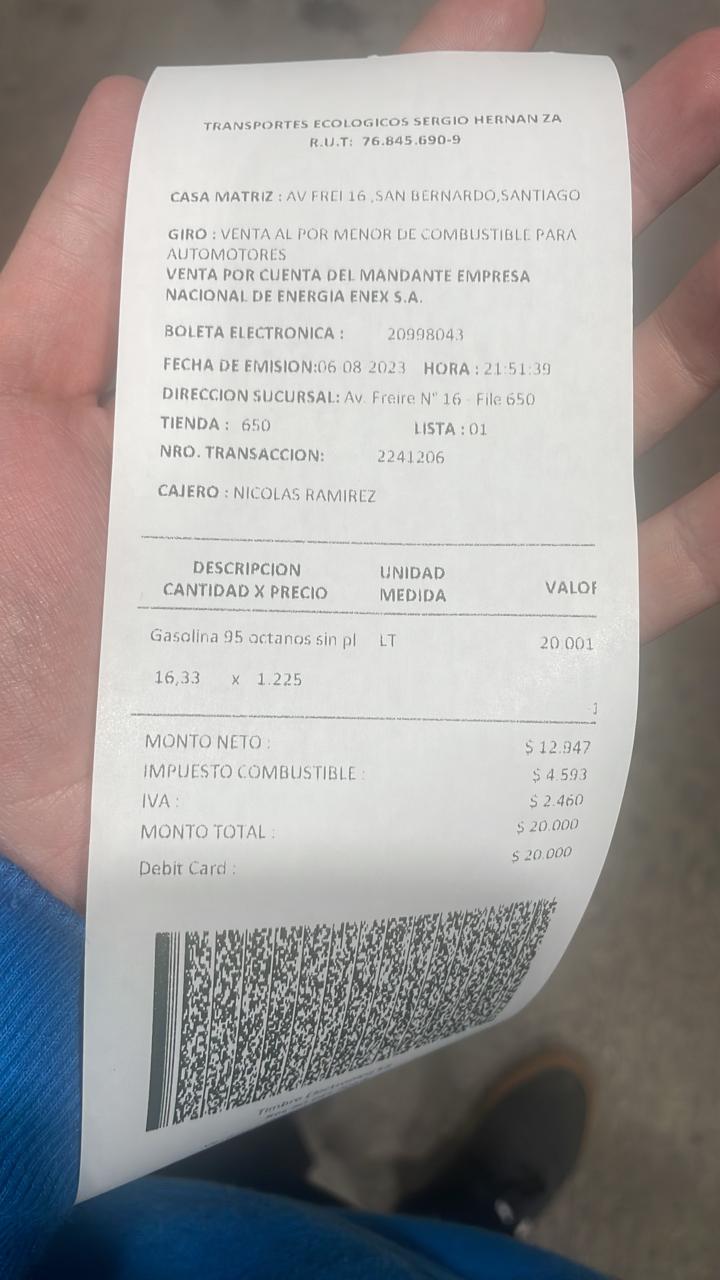 TRANSPORTES ECOLOGICOS SERGIO HERNAN ZA
R.U.T: 76.845.690-9
CASA MATRIZ : AV FREI 16 ,SAN BERNARDO,SANTIAGO
GIRO : VENTA AL POR MENOR DE COMBUSTIBLE PARA
AUTOMOTORES
VENTA POR CUENTA DEL MANDANTE EMPRESA
NACIONAL DE ENERGIA ENEX S.A.
BOLETA ELECTRONICA : 20998043
FECHA DE EMISION:06 08 2023 HORA : 21:51:39
DIRECCION SUCURSAL: Av. Freire N° 16 - File 650
TIENDA : 650 LISTA : 01
NRO. TRANSACCION: 2241206
CAJERO : NICOLAS RAMIREZ
DESCRIPCION UNIDAD
CANTIDAD X PRECIO MEDIDA VALOR
Gasolina 95 octanos sin pl LT 20.001
16,33 x 1.225
-1
MONTO NETO : $ 12.947
IMPUESTO COMBUSTIBLE : $ 4.593
IVA : $ 2.460
MONTO TOTAL : $ 20.000
Debit Card : $ 20.000
Timbre Electrónico